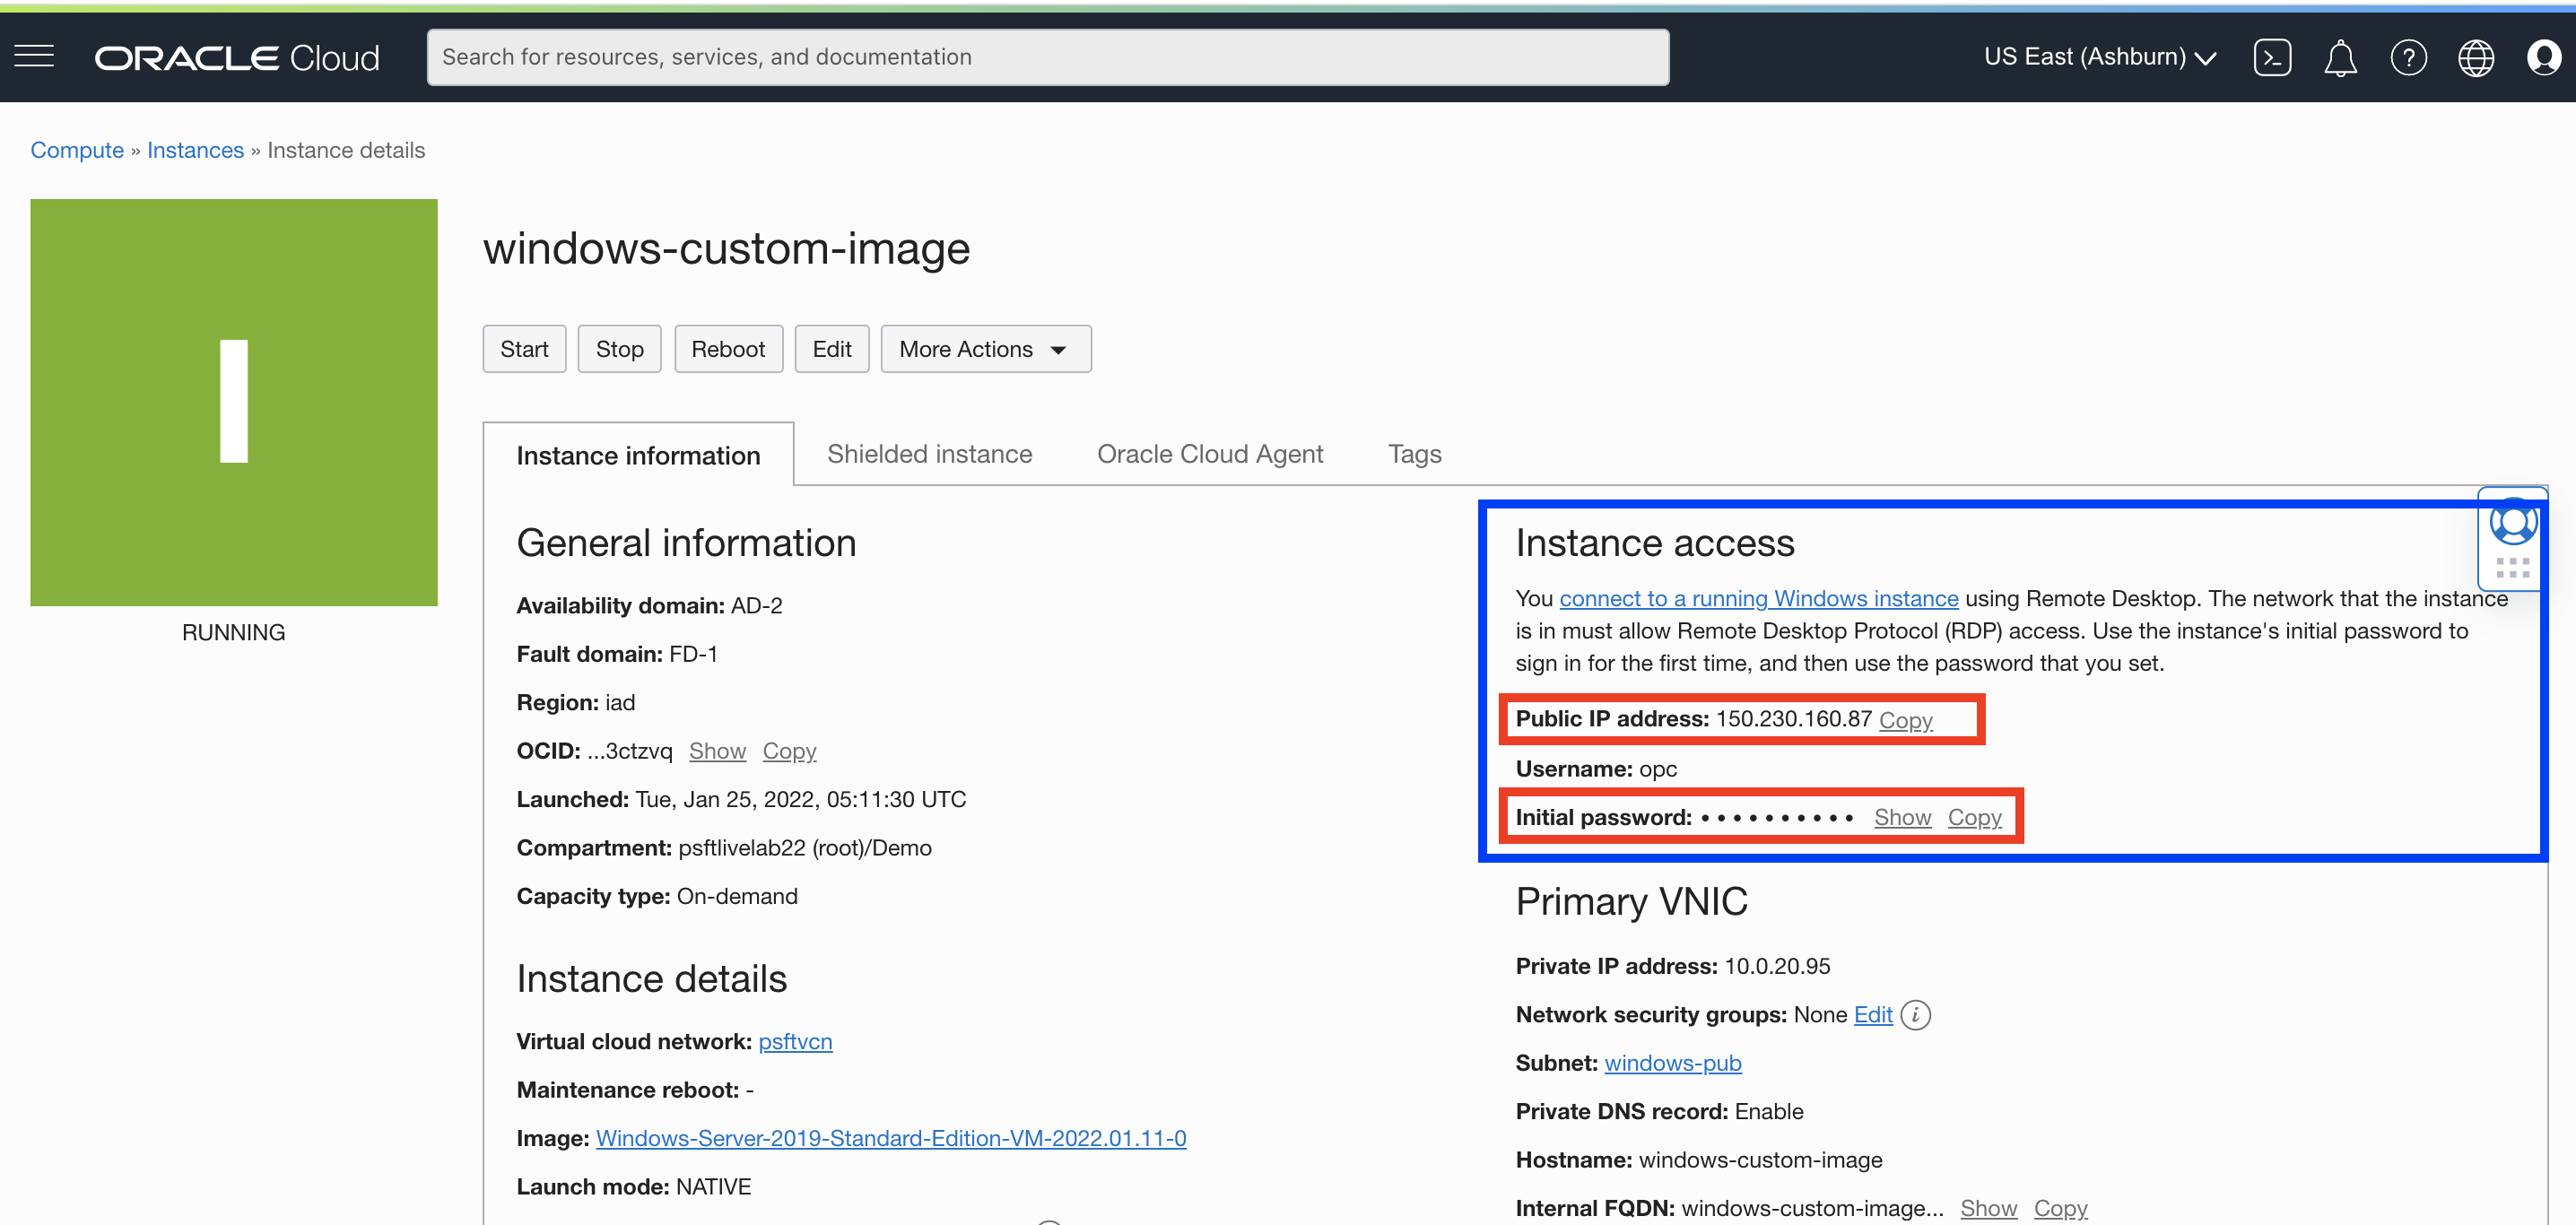 ORACLE Cloud
Search for resources, services, and documentation
US East (Ashburn)
Compute » Instances » Instance details
I
RUNNING
windows-custom-image
Start Stop Reboot Edit More Actions
Instance information Shielded instance Oracle Cloud Agent Tags
General information
Availability domain: AD-2
Fault domain: FD-1
Region: iad
OCID: ...3ctzvq Show Copy
Launched: Tue, Jan 25, 2022, 05:11:30 UTC
Compartment: psftlivelab22 (root)/Demo
Capacity type: On-demand
Instance details
Virtual cloud network: psftvcn
Maintenance reboot: -
Image: Windows-Server-2019-Standard-Edition-VM-2022.01.11-0
Launch mode: NATIVE
Instance access
You connect to a running Windows instance using Remote Desktop. The network that the instance
is in must allow Remote Desktop Protocol (RDP) access. Use the instance's initial password to
sign in for the first time, and then use the password that you set.
Public IP address: 150.230.160.87 Copy
Username: opc
Initial password: •••••••••• Show Copy
Primary VNIC
Private IP address: 10.0.20.95
Network security groups: None Edit i
Subnet: windows-pub
Private DNS record: Enable
Hostname: windows-custom-image
Internal FQDN: windows-custom-image... Show Copy